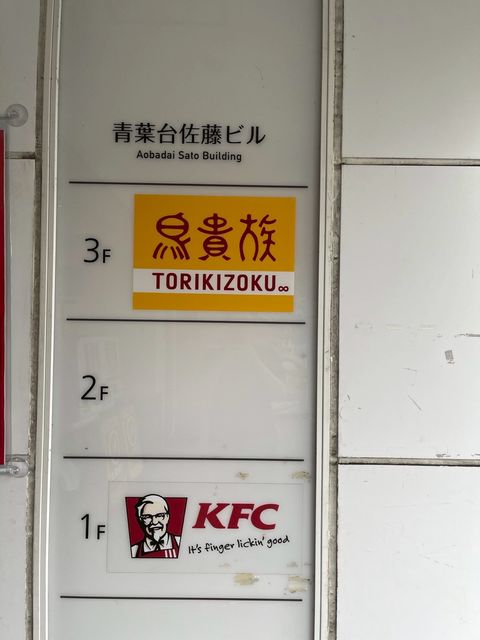 青葉台佐藤ビル
Aobadai Sato Building
3F
鳥貴族
TORIKIZOKU∞
2F
1F
KFC
It's finger lickin' good